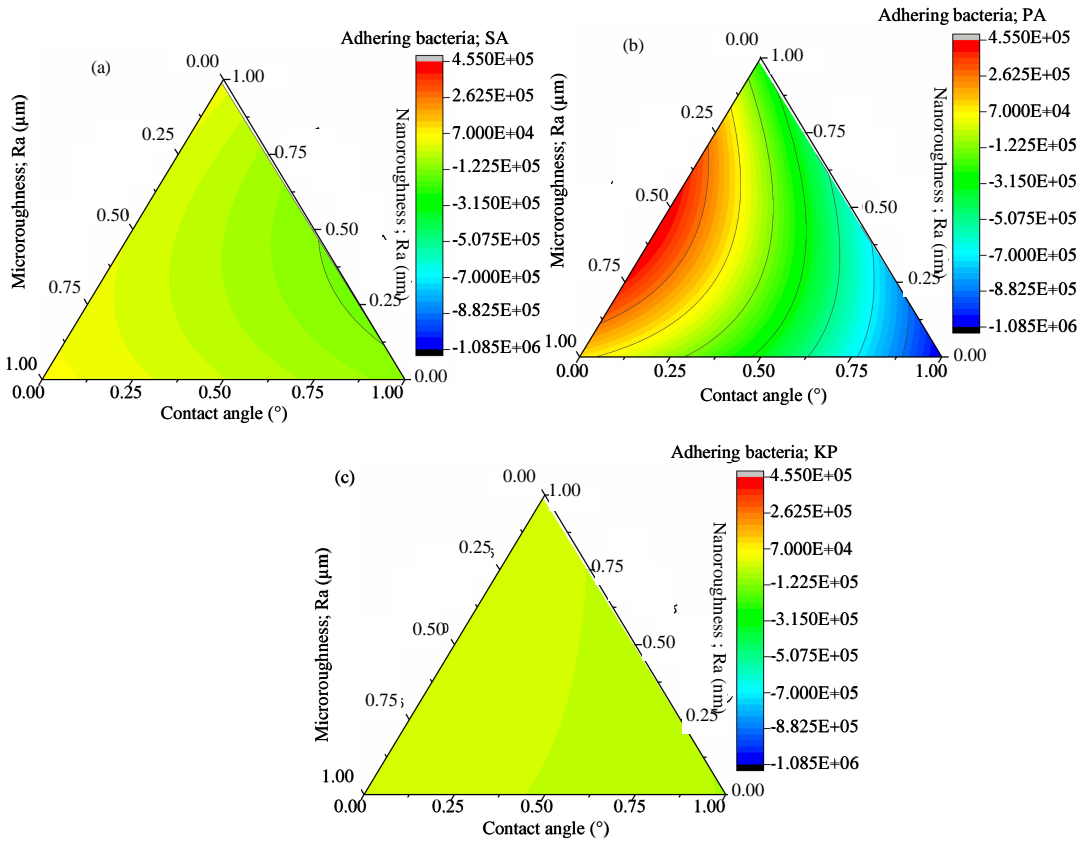 Adhering bacteria; SA
(a)
0.00
1.00
0.25
0.75
0.50
0.50
0.75
0.25
1.00
0.00
0.00
0.25
0.50
0.75
1.00
Contact angle (°)
Microroughness; Ra (µm)
Nanoroughness ; Ra (nm)
4.550E+05
2.625E+05
7.000E+04
-1.225E+05
-3.150E+05
-5.075E+05
-7.000E+05
-8.825E+05
-1.085E+06
Adhering bacteria; PA
(b)
0.00
1.00
0.25
0.75
0.50
0.50
0.75
0.25
1.00
0.00
0.00
0.25
0.50
0.75
1.00
Contact angle (°)
Microroughness; Ra (µm)
Nanoroughness ; Ra (nm)
4.550E+05
2.625E+05
7.000E+04
-1.225E+05
-3.150E+05
-5.075E+05
-7.000E+05
-8.825E+05
-1.085E+06
Adhering bacteria; KP
(c)
0.00
1.00
0.25
0.75
0.50
0.50
0.75
0.25
1.00
0.00
0.00
0.25
0.50
0.75
1.00
Contact angle (°)
Microroughness; Ra (µm)
Nanoroughness ; Ra (nm)
4.550E+05
2.625E+05
7.000E+04
-1.225E+05
-3.150E+05
-5.075E+05
-7.000E+05
-8.825E+05
-1.085E+06